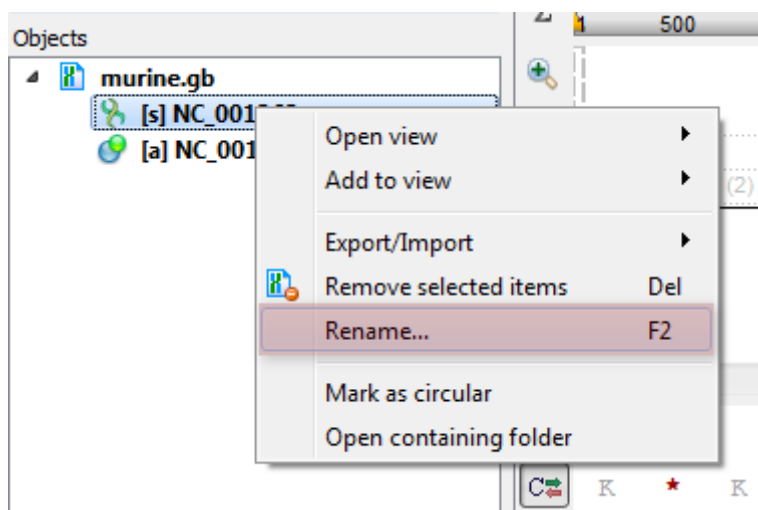 Objects
500
murine.gb
[s] NC_001
[a] NC_001
Open view
Add to view
(2)
Export/Import
Remove selected items Del
Rename... F2
Mark as circular
Open containing folder
C K * K